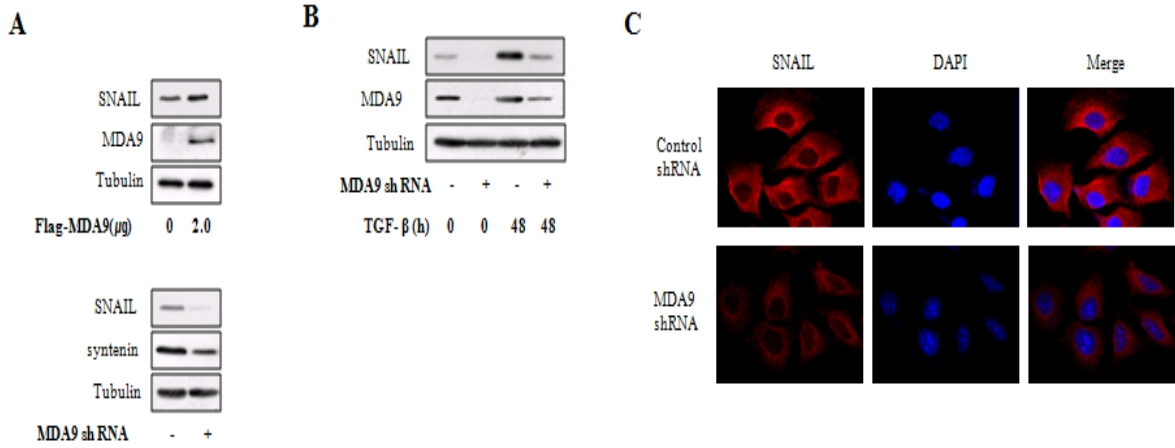 A
SNAIL
MDA9
Tubulin
Flag-MDA9(µg) 0 2.0
SNAIL
syntenin
Tubulin
MDA9 sh RNA - +
B
SNAIL
MDA9
Tubulin
MDA9 sh RNA - + - +
TGF- β (h) 0 0 48 48
C
SNAIL DAPI Merge
Control
shRNA
MDA9
shRNA